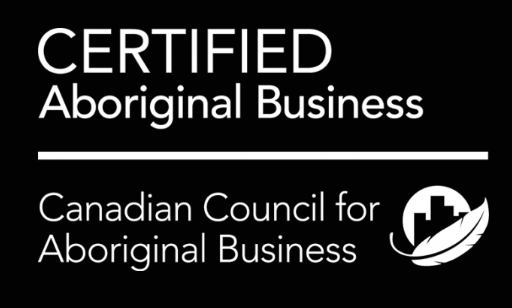 CERTIFIED
Aboriginal Business
Canadian Council for
Aboriginal Business